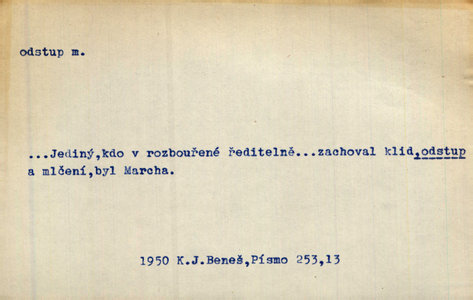 odstup m.
...Jediný,kdo v rozbouřené ředitelně...zachoval klid,odstup
a mlčení,byl Marcha.
1950 K.J.Beneš,Písmo 253,13